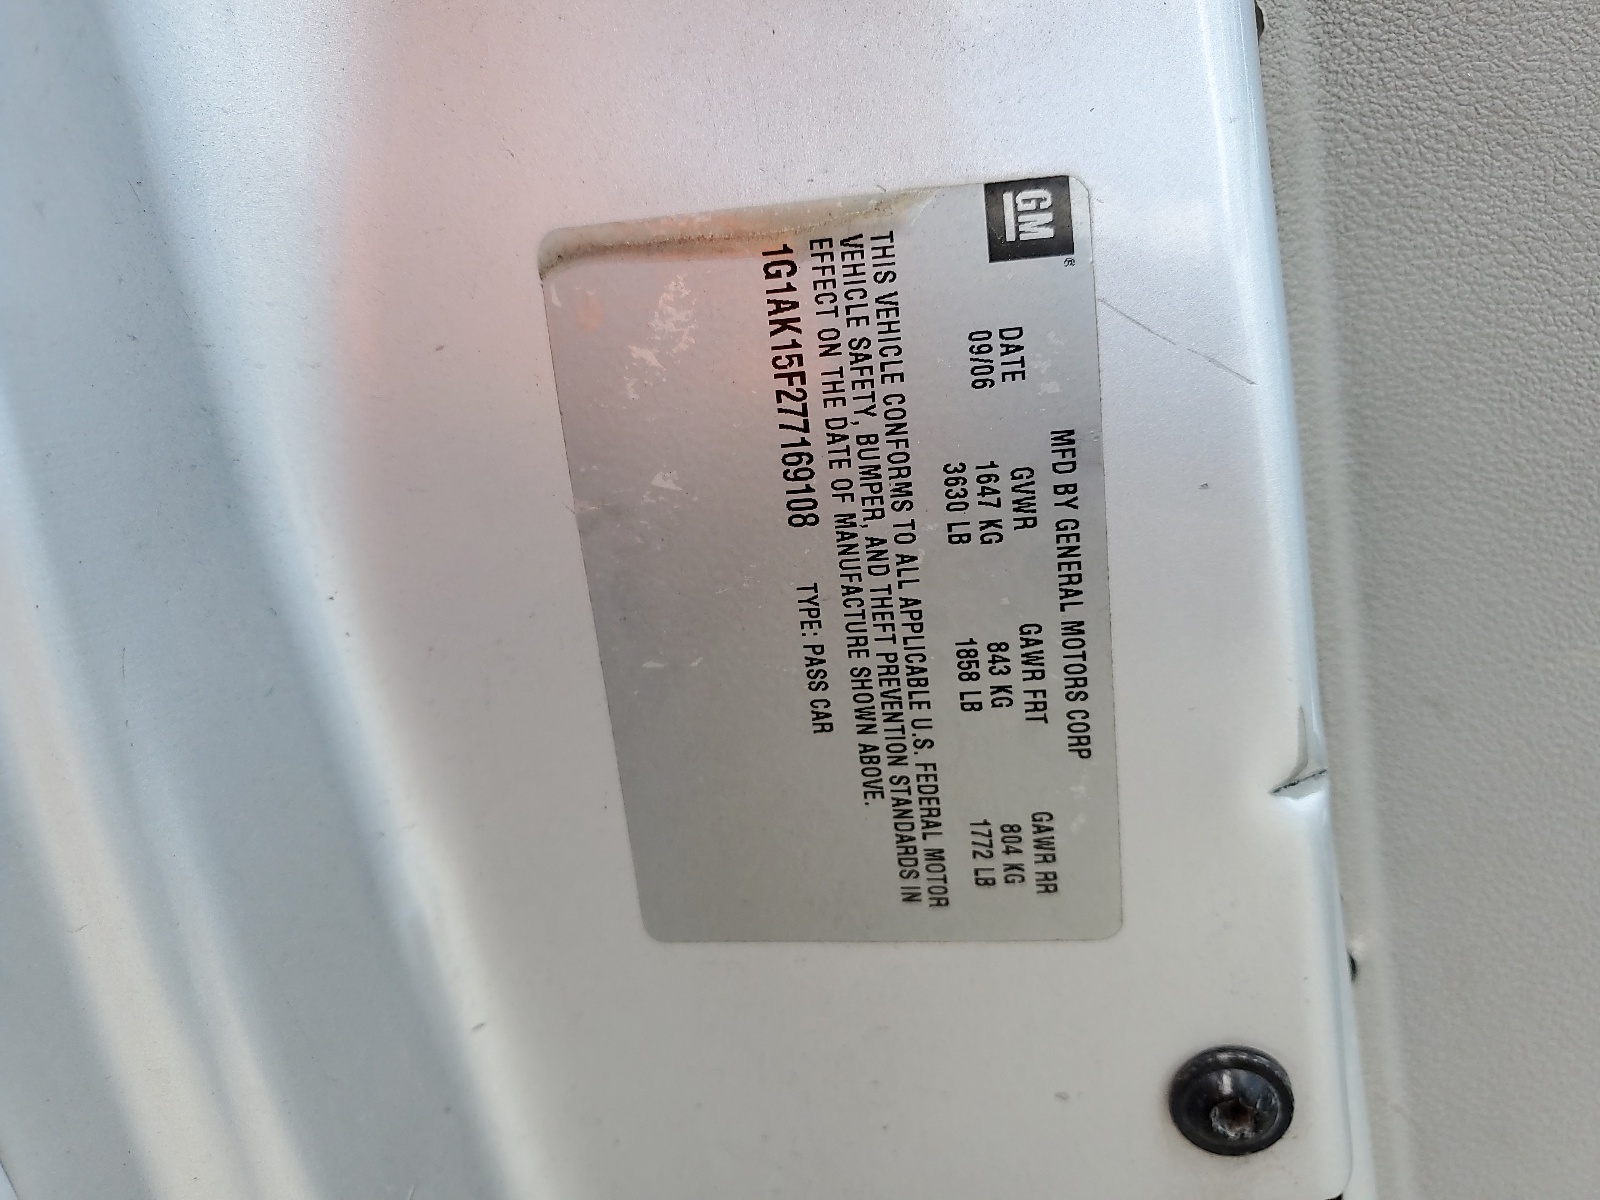 GM®
MFD BY GENERAL MOTORS CORP
DATE GVWR GAWR FRT GAWR RR
09/06 1647 KG 843 KG 804 KG
3630 LB 1858 LB 1772 LB
THIS VEHICLE CONFORMS TO ALL APPLICABLE U.S. FEDERAL MOTOR
VEHICLE SAFETY, BUMPER, AND THEFT PREVENTION STANDARDS IN
EFFECT ON THE DATE OF MANUFACTURE SHOWN ABOVE.
1G1AK15F277169108 TYPE: PASS CAR